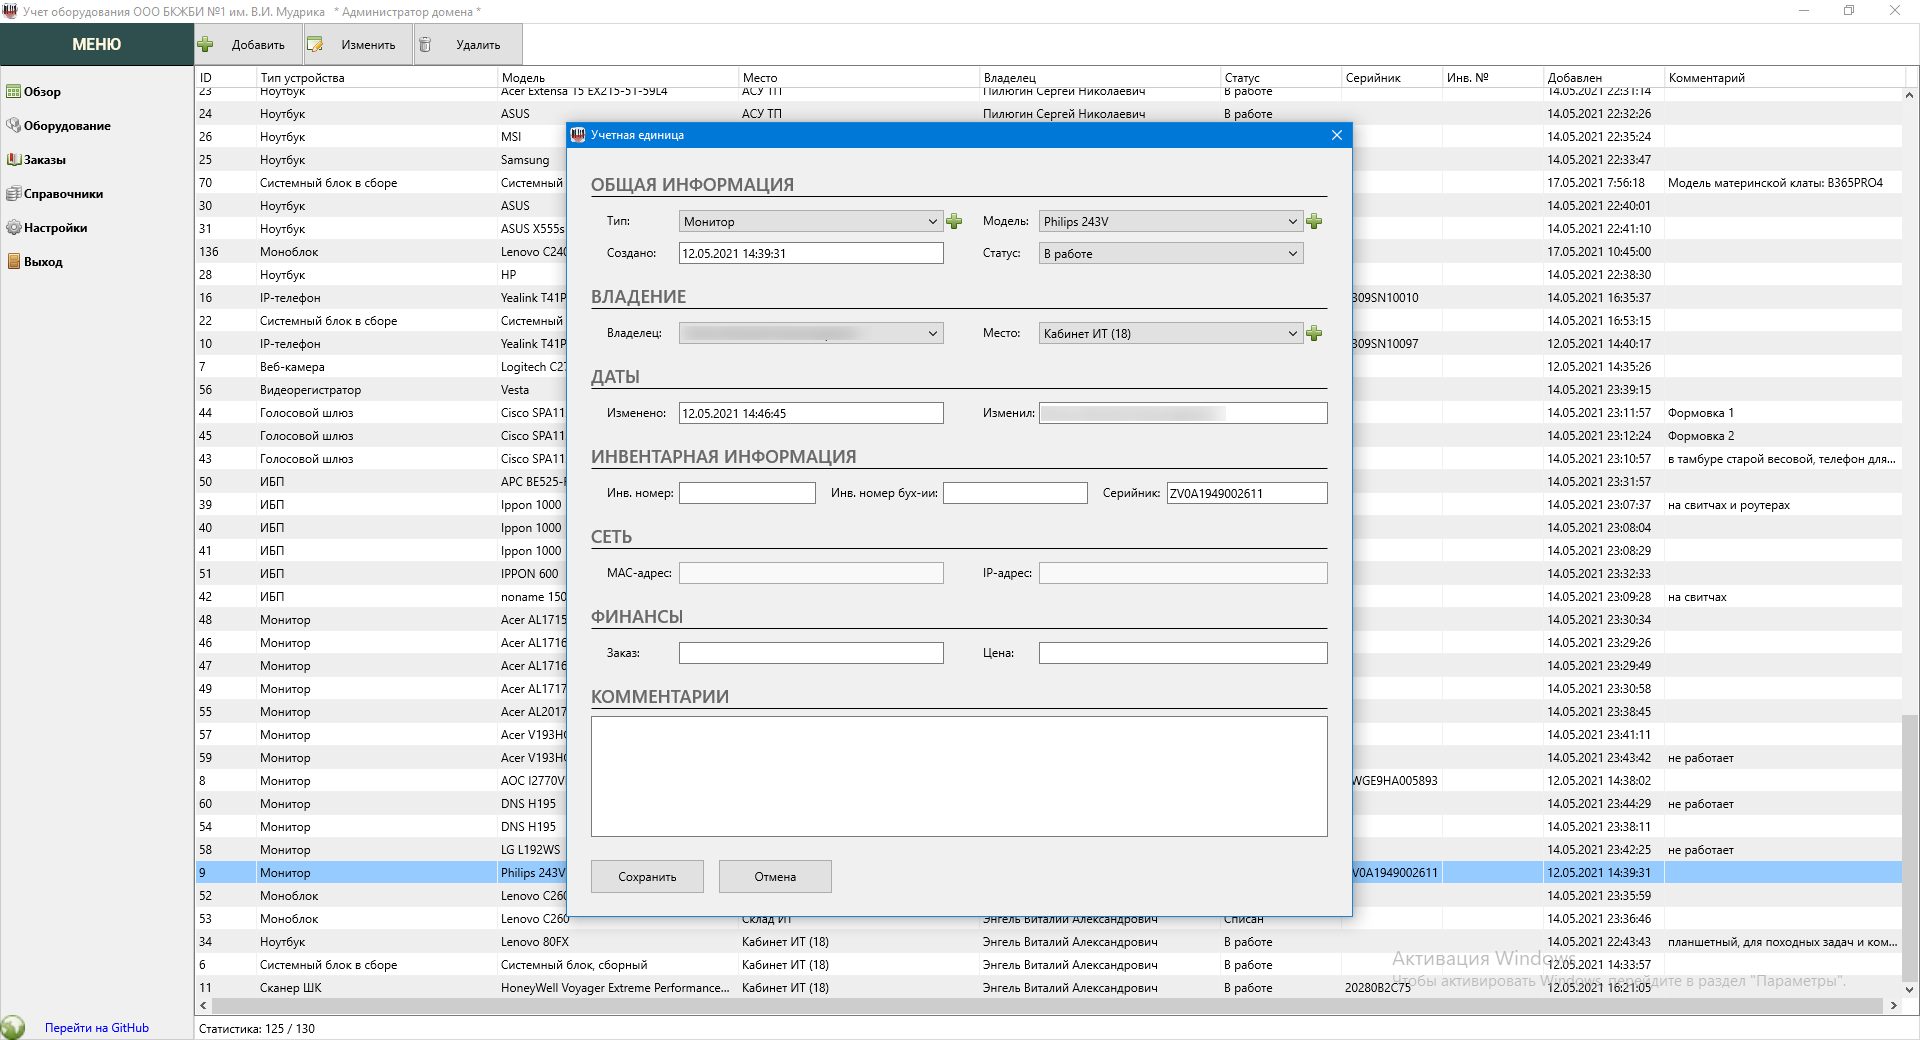 Учет оборудования ООО БКЖБИ №1 им. В.И. Мудрика * Администратор домена *
МЕНЮ Добавить Изменить Удалить
ID Тип устройства Модель Место Владелец Статус Серийник Инв. № Добавлен Комментарий
Обзор
Оборудование
Заказы
Справочники
Настройки
Выход
23 Ноутбук Acer Extensa 15 EX215-51-59L4 АСУ ТП Пилюгин Сергей Николаевич В работе 14.05.2021 22:31:14
24 Ноутбук ASUS АСУ ТП Пилюгин Сергей Николаевич В работе 14.05.2021 22:32:26
26 Ноутбук MSI 14.05.2021 22:35:24
25 Ноутбук Samsung 14.05.2021 22:33:47
70 Системный блок в сборе Системный 17.05.2021 7:56:18 Модель материнской клаты: B365PRO4
30 Ноутбук ASUS 14.05.2021 22:40:01
31 Ноутбук ASUS X555s 14.05.2021 22:41:10
136 Моноблок Lenovo C240 17.05.2021 10:45:00
28 Ноутбук HP 14.05.2021 22:38:30
16 IP-телефон Yealink T41P 309SN10010 14.05.2021 16:35:37
22 Системный блок в сборе Системный 14.05.2021 16:53:15
10 IP-телефон Yealink T41P 309SN10097 12.05.2021 14:40:17
7 Веб-камера Logitech C27 12.05.2021 14:35:26
56 Видеорегистратор Vesta 14.05.2021 23:39:15
44 Голосовой шлюз Cisco SPA11 14.05.2021 23:11:57 Формовка 1
45 Голосовой шлюз Cisco SPA11 14.05.2021 23:12:24 Формовка 2
43 Голосовой шлюз Cisco SPA11 14.05.2021 23:10:57 в тамбуре старой весовой, телефон для...
50 ИБП APC BE525-R 14.05.2021 23:31:57
39 ИБП Ippon 1000 14.05.2021 23:07:37 на свитчах и роутерах
40 ИБП Ippon 1000 14.05.2021 23:08:04
41 ИБП Ippon 1000 14.05.2021 23:08:29
51 ИБП IPPON 600 14.05.2021 23:32:33
42 ИБП noname 150 14.05.2021 23:09:28 на свитчах
48 Монитор Acer AL1715 14.05.2021 23:30:34
46 Монитор Acer AL1716 14.05.2021 23:29:26
47 Монитор Acer AL1716 14.05.2021 23:29:49
49 Монитор Acer AL1717 14.05.2021 23:30:58
55 Монитор Acer AL2017 14.05.2021 23:38:45
57 Монитор Acer V193HQ 14.05.2021 23:41:11
59 Монитор Acer V193HQ 14.05.2021 23:43:42 не работает
8 Монитор AOC I2770V WGE9HA005893 12.05.2021 14:38:02
60 Монитор DNS H195 14.05.2021 23:44:29 не работает
54 Монитор DNS H195 14.05.2021 23:38:11
58 Монитор LG L192WS 14.05.2021 23:42:25 не работает
9 Монитор Philips 243V V0A1949002611 12.05.2021 14:39:31
52 Моноблок Lenovo C260 14.05.2021 23:35:59
53 Моноблок Lenovo C260 Склад ИТ Энгель Виталий Александрович Списан 14.05.2021 23:36:46
34 Ноутбук Lenovo 80FX Кабинет ИТ (18) Энгель Виталий Александрович В работе 14.05.2021 22:43:43 планшетный, для походных задач и ком...
6 Системный блок в сборе Системный блок, сборный Кабинет ИТ (18) Энгель Виталий Александрович В работе 12.05.2021 14:33:57
11 Сканер ШК HoneyWell Voyager Extreme Performance... Кабинет ИТ (18) Энгель Виталий Александрович В работе 20280B2C75 12.05.2021 16:21:05
Учетная единица
ОБЩАЯ ИНФОРМАЦИЯ
Тип: Монитор Модель: Philips 243V
Создано: 12.05.2021 14:39:31 Статус: В работе
ВЛАДЕНИЕ
Владелец: Место: Кабинет ИТ (18)
ДАТЫ
Изменено: 12.05.2021 14:46:45 Изменил:
ИНВЕНТАРНАЯ ИНФОРМАЦИЯ
Инв. номер: Инв. номер бух-ии: Серийник: ZV0A1949002611
СЕТЬ
МАС-адрес: IP-адрес:
ФИНАНСЫ
Заказ: Цена:
КОММЕНТАРИИ
Сохранить Отмена
Активация Windows
Чтобы активировать Windows, перейдите в раздел "Параметры".
Перейти на GitHub Статистика: 125 / 130